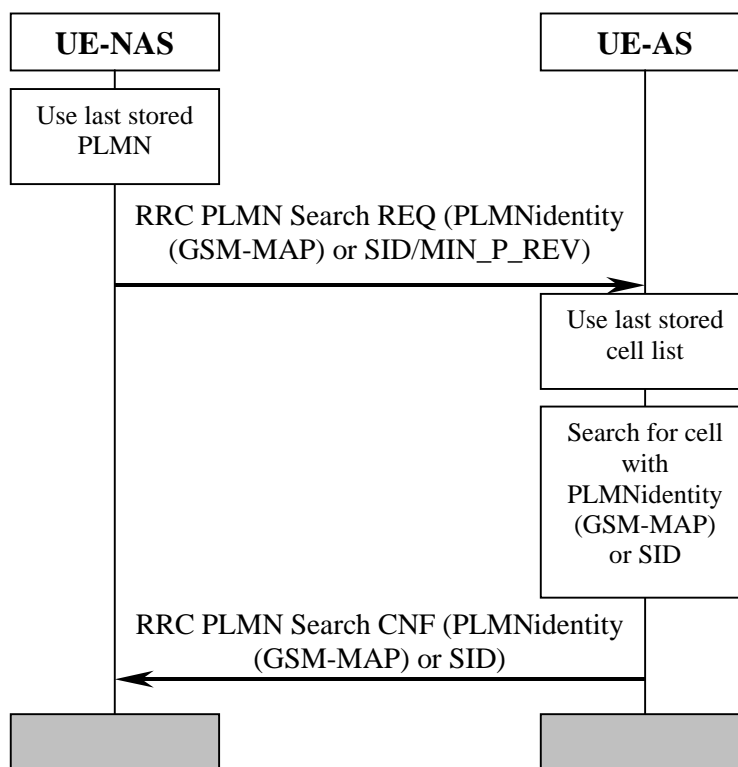 UE-NAS
UE-AS
Use last stored
PLMN
RRC PLMN Search REQ (PLMNidentity
(GSM-MAP) or SID/MIN_P_REV)
Use last stored
cell list
Search for cell
with
PLMNidentity
(GSM-MAP)
or SID
RRC PLMN Search CNF (PLMNidentity
(GSM-MAP) or SID)